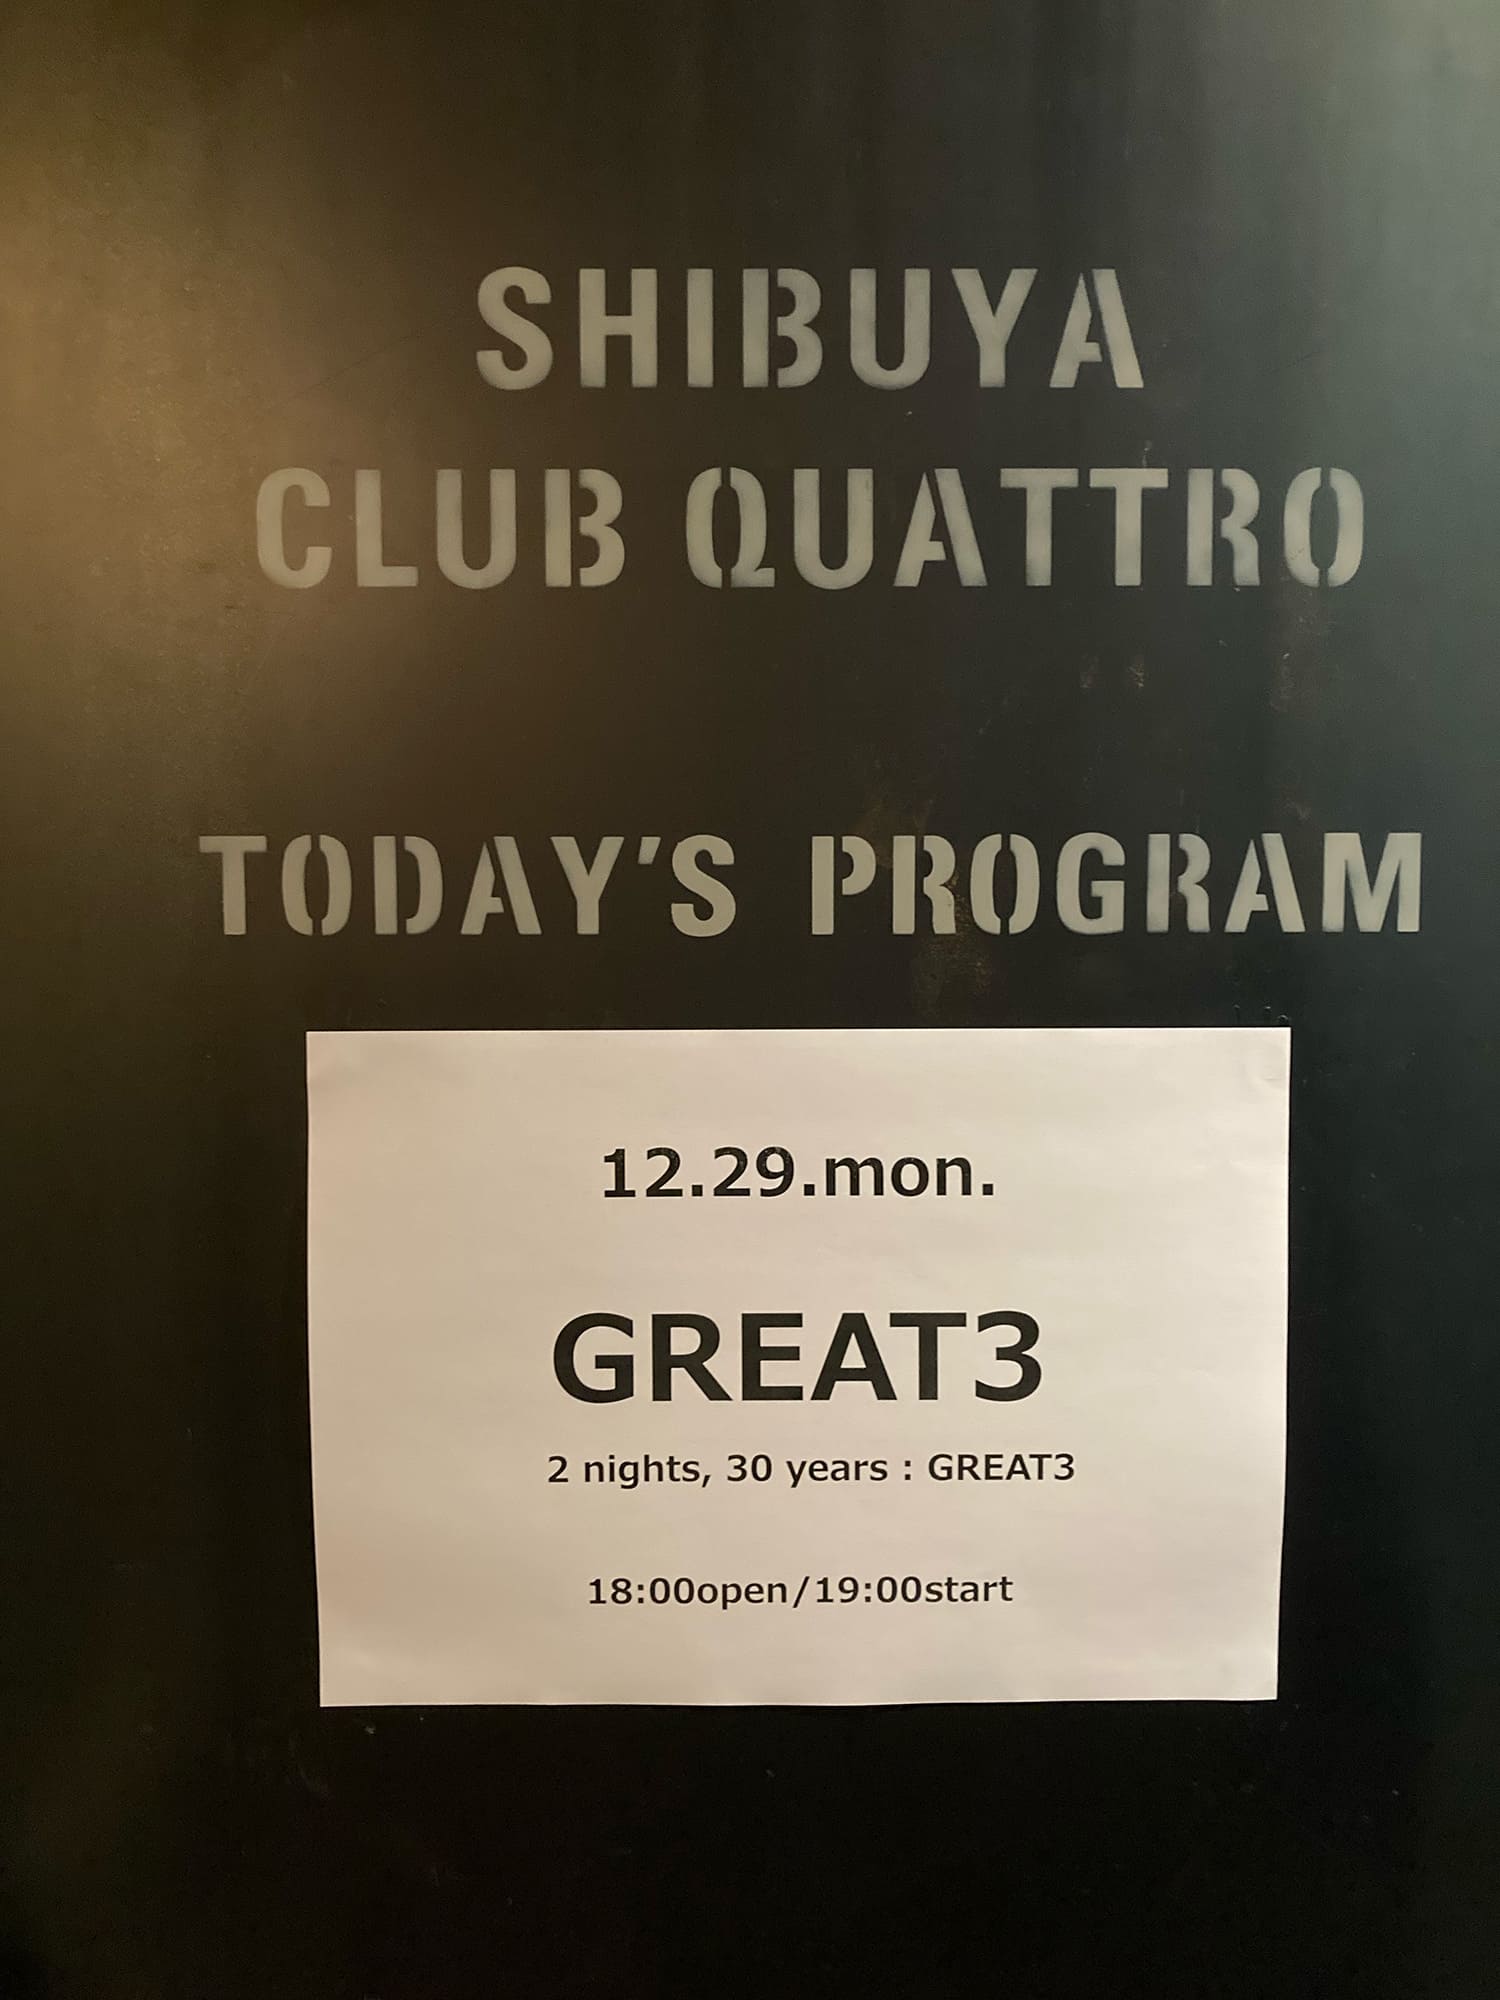 SHIBUYA
CLUB QUATTRO
TODAY'S PROGRAM
12.29.mon.
GREAT3
2 nights, 30 years : GREAT3
18:00open/19:00start